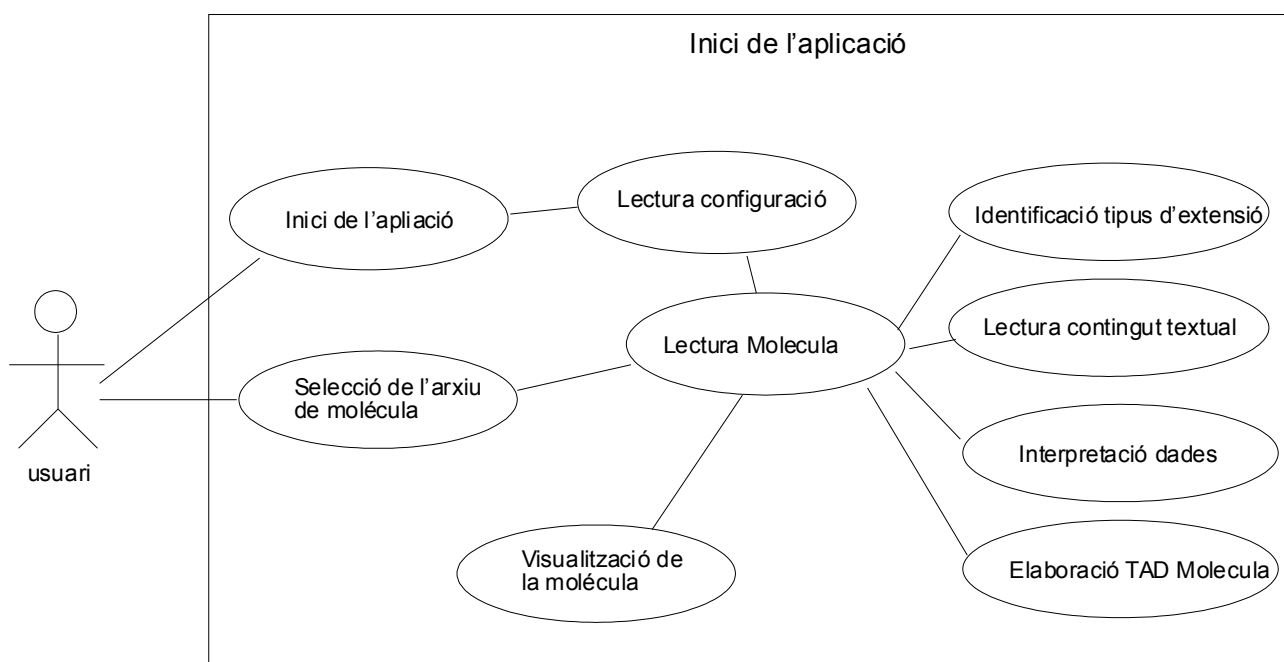 Inici de l’aplicació
Lectura configuració
Inici de l’apliació
Identificació tipus d’extensió
Lectura contingut textual
Lectura Molecula
Selecció de l’arxiu
de molécula
Interpretació dades
usuari
Visualització de
la molécula
Elaboració TAD Molecula